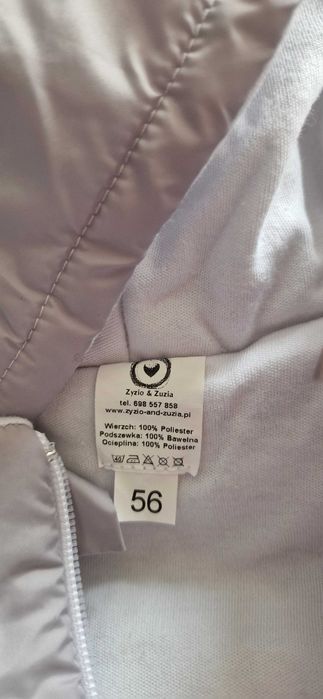 Zyzio & Zuzia
tel. 698 557 858
www.zyzio-and-zuzia.pl
Wierzch: 100% Poliester
Podszewka: 100% Bawełna
Ocieplina: 100% Poliester
40
56